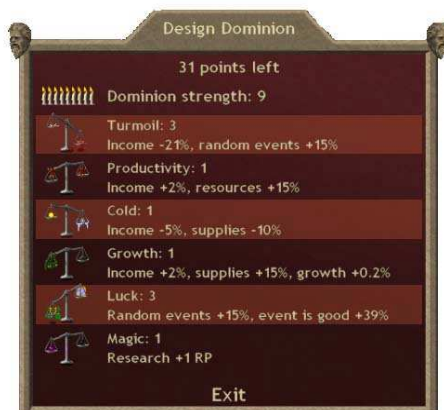 Design Dominion
31 points left
Dominion strength: 9
Turmoil: 3
Income -21%, random events +15%
Productivity: 1
Income +2%, resources +15%
Cold: 1
Income -5%, supplies -10%
Growth: 1
Income +2%, supplies +15%, growth +0.2%
Luck: 3
Random events +15%, event is good +39%
Magic: 1
Research +1 RP
Exit